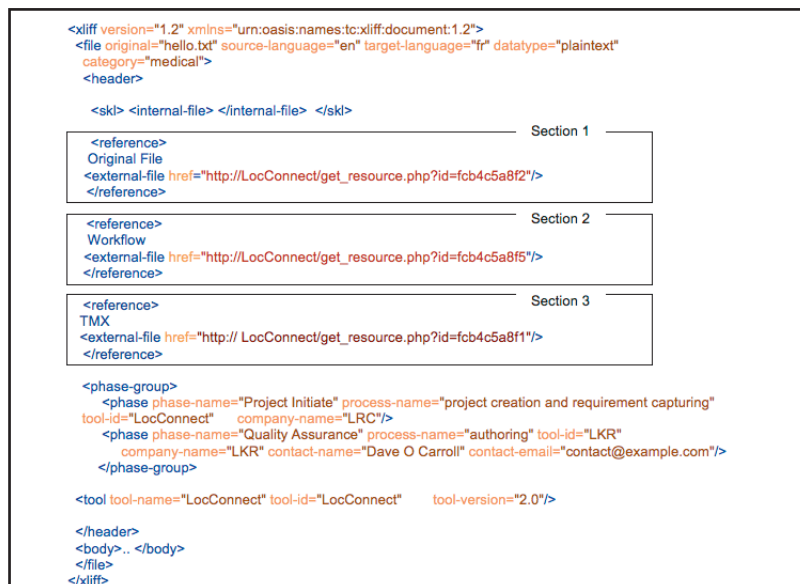 <xliff version="1.2" xmlns="urn:oasis:names:tc:xliff:document:1.2">
<file original="hello.txt" source-language="en" target-language="fr" datatype="plaintext"
category="medical">
<header>
<skl> <internal-file> </internal-file> </skl>
Section 1
<reference>
Original File
<external-file href="http://LocConnect/get_resource.php?id=fcb4c5a8f2"/>
</reference>
Section 2
<reference>
Workflow
<external-file href="http://LocConnect/get_resource.php?id=fcb4c5a8f5"/>
</reference>
Section 3
<reference>
TMX
<external-file href="http:// LocConnect/get_resource.php?id=fcb4c5a8f1"/>
</reference>
<phase-group>
<phase phase-name="Project Initiate" process-name="project creation and requirement capturing"
tool-id="LocConnect" company-name="LRC"/>
<phase phase-name="Quality Assurance" process-name="authoring" tool-id="LKR"
company-name="LKR" contact-name="Dave O Carroll" contact-email="contact@example.com"/>
</phase-group>
<tool tool-name="LocConnect" tool-id="LocConnect" tool-version="2.0"/>
</header>
<body>.. </body>
</file>
</xliff>